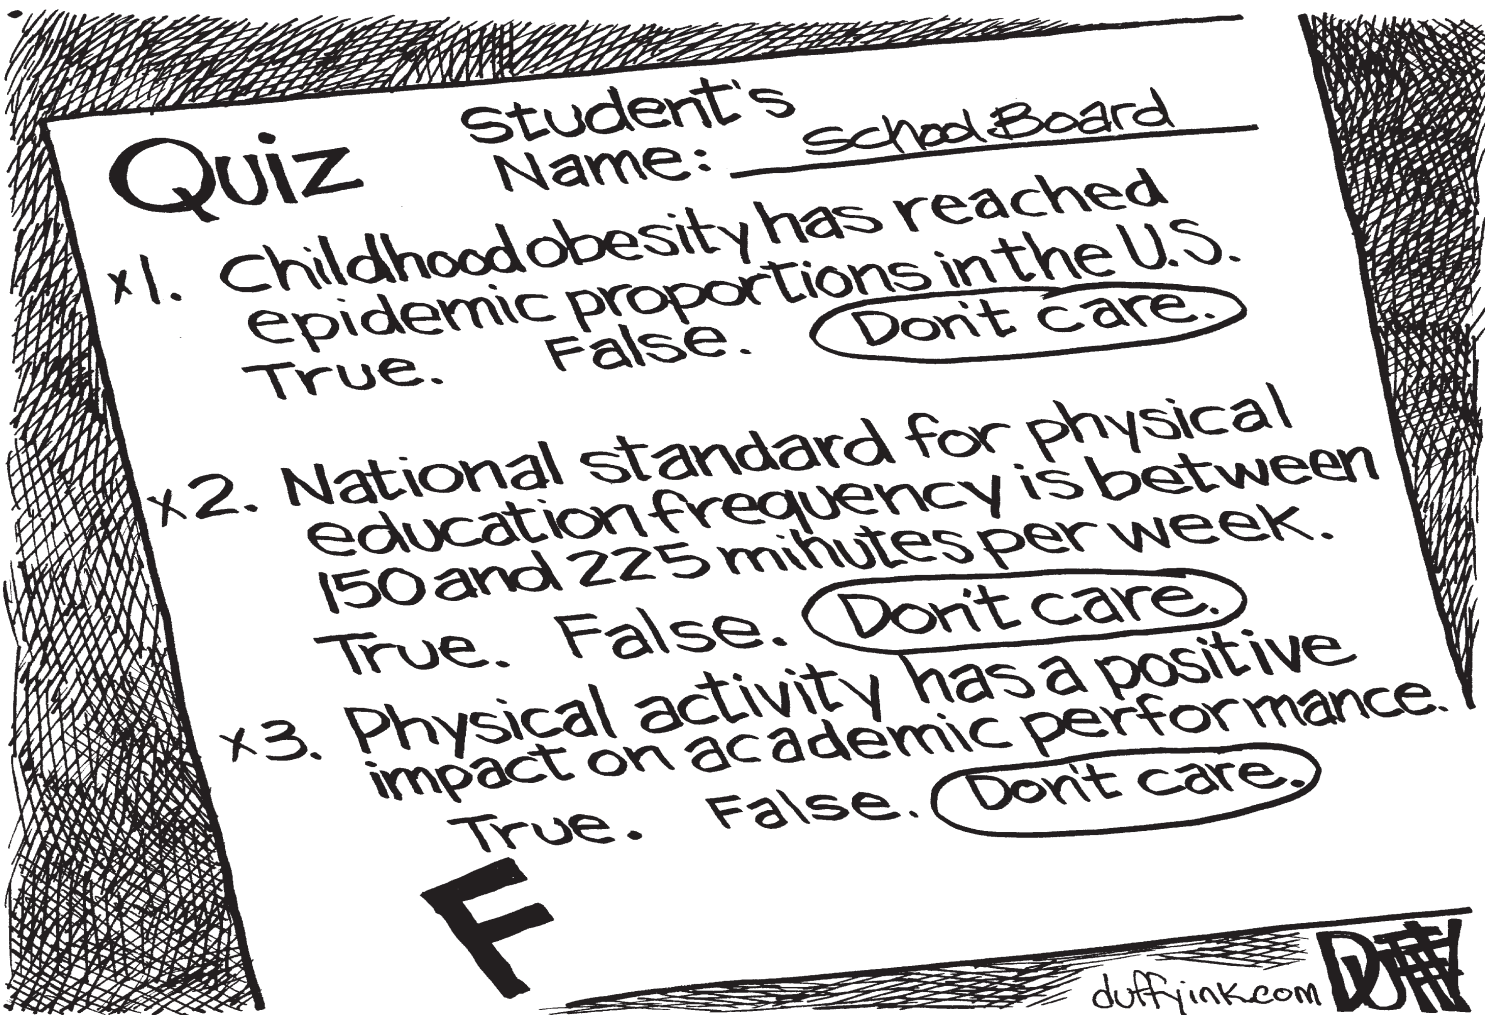 Quiz
Student's
Name: School Board
x1. Childhood obesity has reached
epidemic proportions in the U.S.
True. False. Don't care.
x2. National standard for physical
education frequency is between
150 and 225 minutes per week.
True. False. Don't care.
x3. Physical activity has a positive
impact on academic performance.
True. False. Don't care.
F
duffyink.com DUFFY